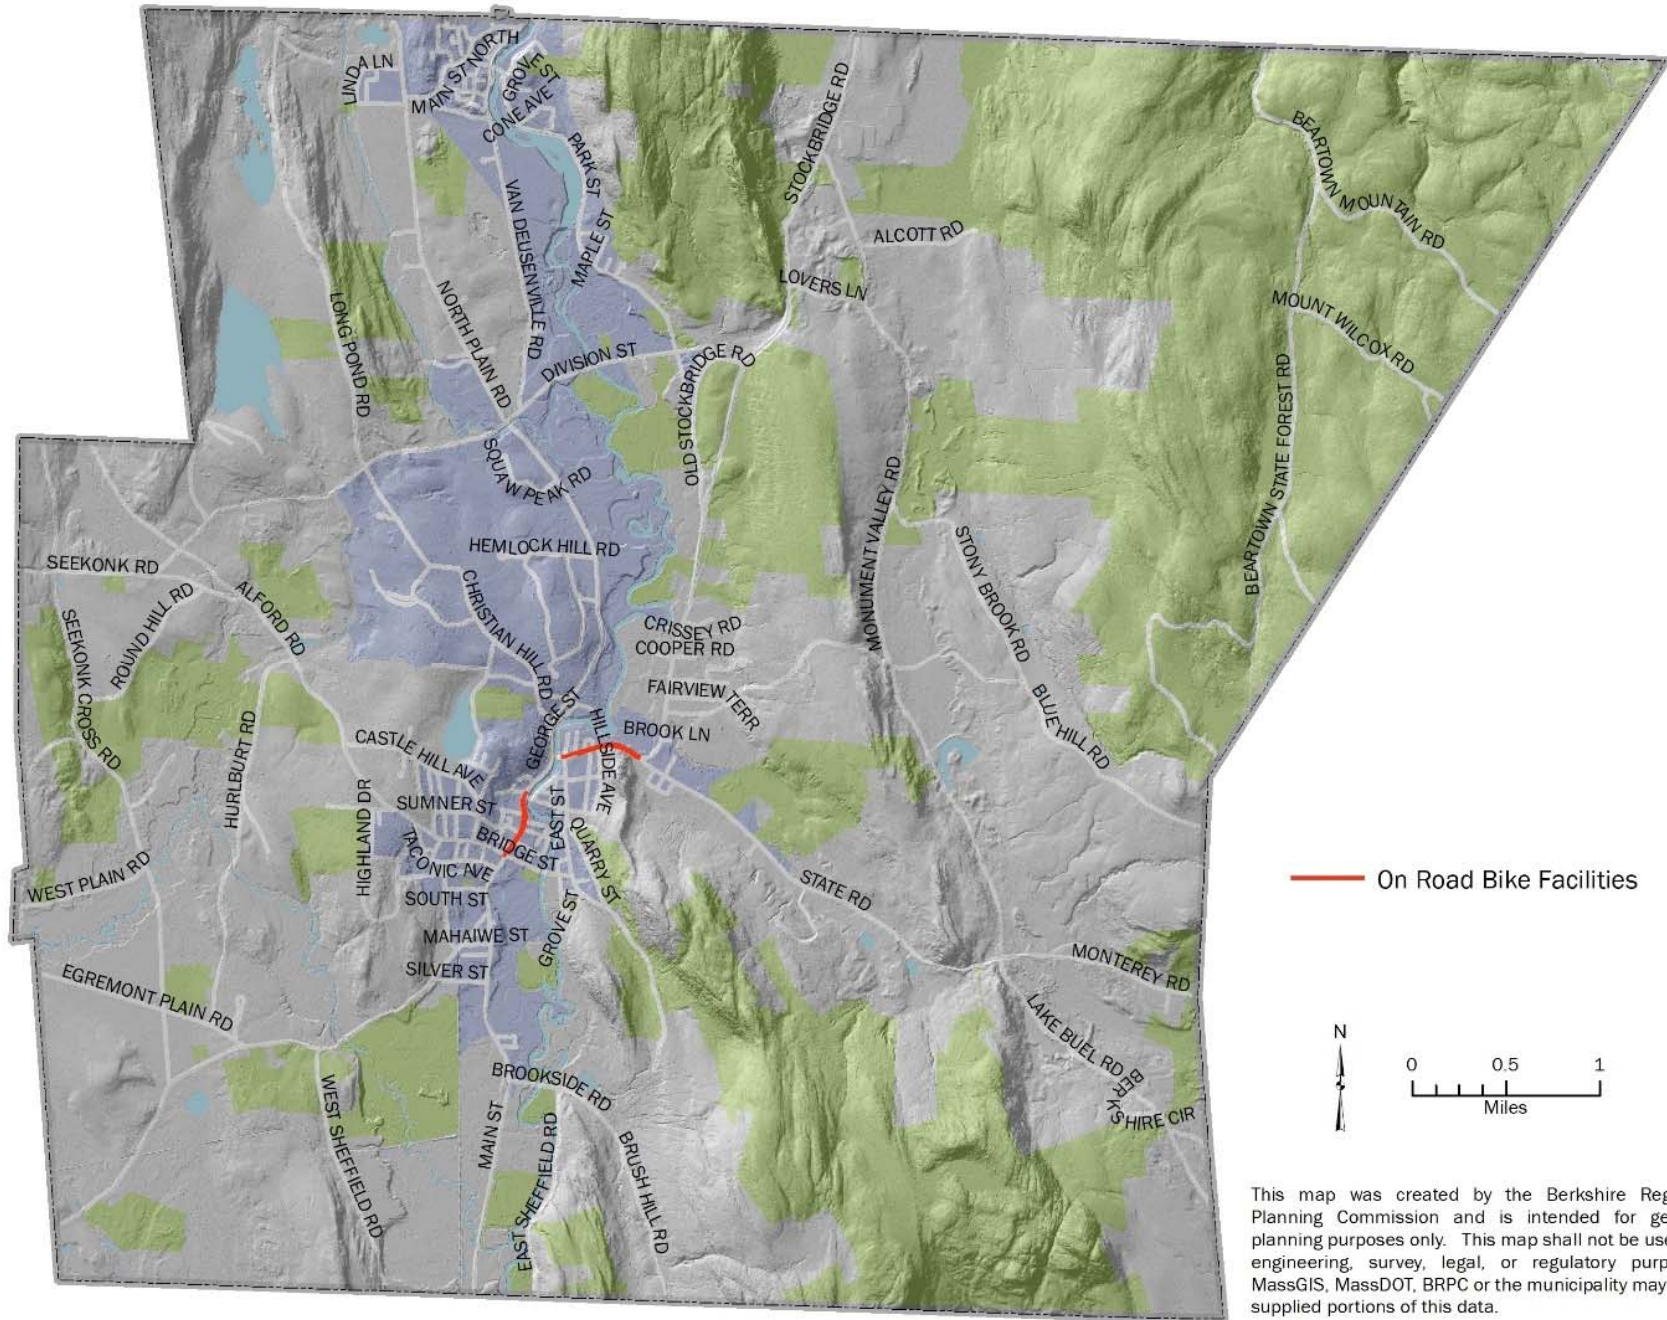 LINDA LN
MAIN ST NORTH
GROVE ST
CONE AVE
PARK ST
STOCKBRIDGE RD
BEARTOWN MOUNTAIN RD
VAN DEUSENVILLE RD
MAPLE ST
ALCOTT RD
LOVERS LN
LONG POND RD
NORTH PLAIN RD
MOUNT WILCOX RD
DIVISION ST
OLD STOCKBRIDGE RD
BEARTOWN STATE FOREST RD
SQUAW PEAK RD
MONUMENT VALLEY RD
HEMLOCK HILL RD
STONY BROOK RD
SEEKONK RD
ROUND HILL RD
ALFORD RD
CHRISTIAN HILL RD
SEEKONK CROSS RD
CRISSEY RD
COOPER RD
FAIRVIEW TERR
BLUE HILL RD
HURLBURT RD
GEORGE ST
HILLSIDE AVE
BROOK LN
CASTLE HILL AVE
HIGHLAND DR
SUMNER ST
EAST ST
BRIDGE ST
QUARRY ST
TACONIC AVE
WEST PLAIN RD
SOUTH ST
STATE RD
On Road Bike Facilities
MAHAIWE ST
GROVE ST
SILVER ST
MONTEREY RD
EGREMONT PLAIN RD
LAKE BUEL RD
BERKSHIRE CIR
N
0 0.5 1
Miles
BROOKSIDE RD
WEST SHEFFIELD RD
MAIN ST
EAST SHEFFIELD RD
BRUSH HILL RD
This map was created by the Berkshire Reg
Planning Commission and is intended for ge
planning purposes only. This map shall not be use
engineering, survey, legal, or regulatory purp
MassGIS, MassDOT, BRPC or the municipality may
supplied portions of this data.